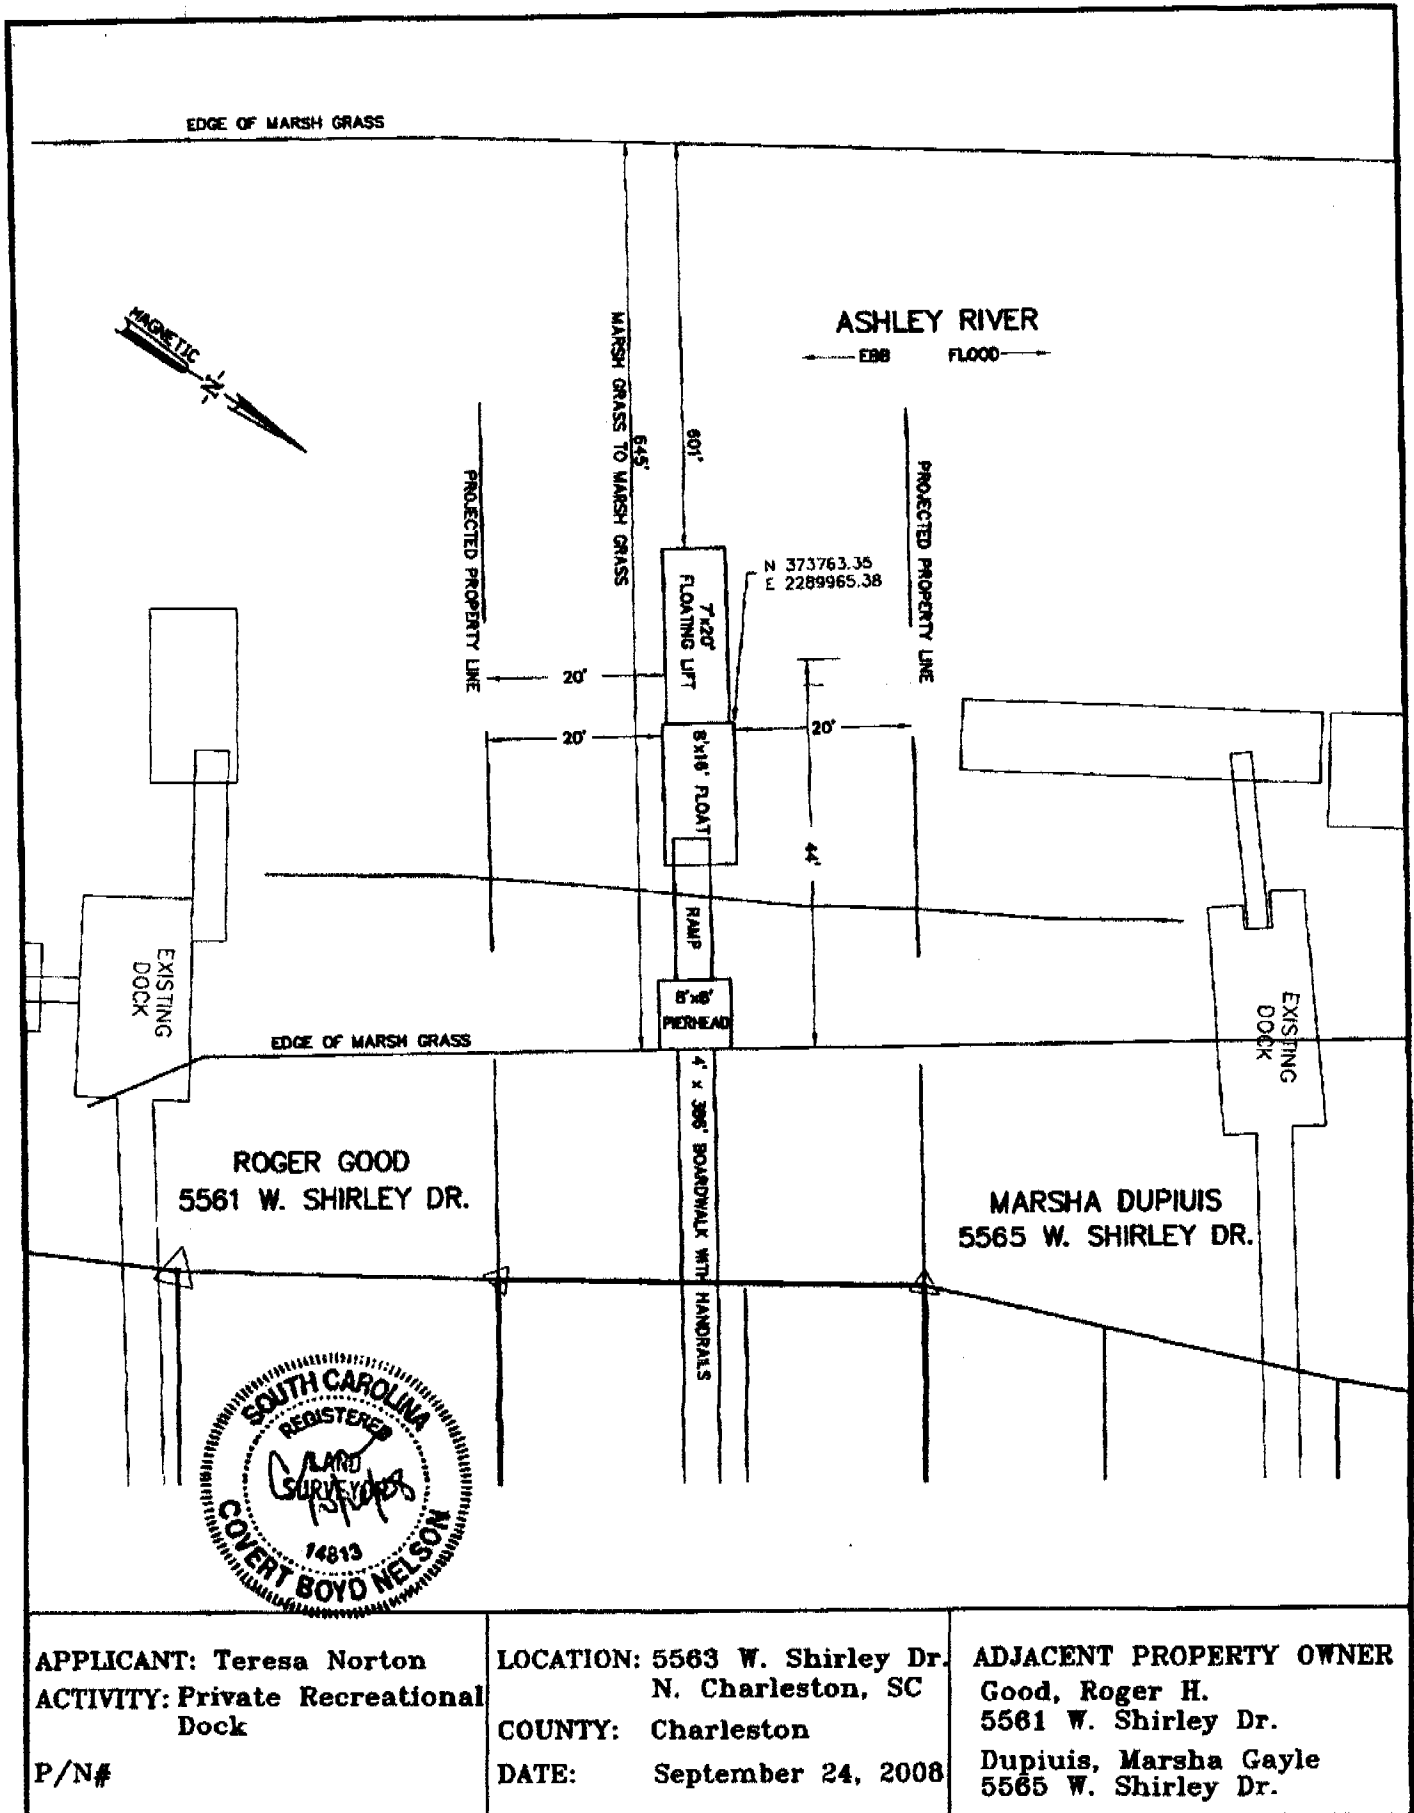 EDGE OF MARSH GRASS
MAGNETIC
N
ASHLEY RIVER
EBB FLOOD
MARSH GRASS TO MARSH GRASS
645'
601'
PROJECTED PROPERTY LINE
PROJECTED PROPERTY LINE
N 373763.35
E 2289965.38
7'x20'
FLOATING LIFT
20'
20'
20'
8'x16' FLOAT
44'
RAMP
EXISTING
DOCK
EXISTING
DOCK
8'x8'
PIERHEAD
EDGE OF MARSH GRASS
4' x 386' BOARDWALK WITH HANDRAILS
ROGER GOOD
5561 W. SHIRLEY DR.
MARSHA DUPIUIS
5565 W. SHIRLEY DR.
SOUTH CAROLINA
REGISTERED
LAND
SURVEYOR
14813
COVERT BOYD NELSON
APPLICANT: Teresa Norton
ACTIVITY: Private Recreational
Dock
P/N#
LOCATION: 5563 W. Shirley Dr.
N. Charleston, SC
COUNTY: Charleston
DATE: September 24, 2008
ADJACENT PROPERTY OWNER
Good, Roger H.
5561 W. Shirley Dr.
Dupiuis, Marsha Gayle
5565 W. Shirley Dr.